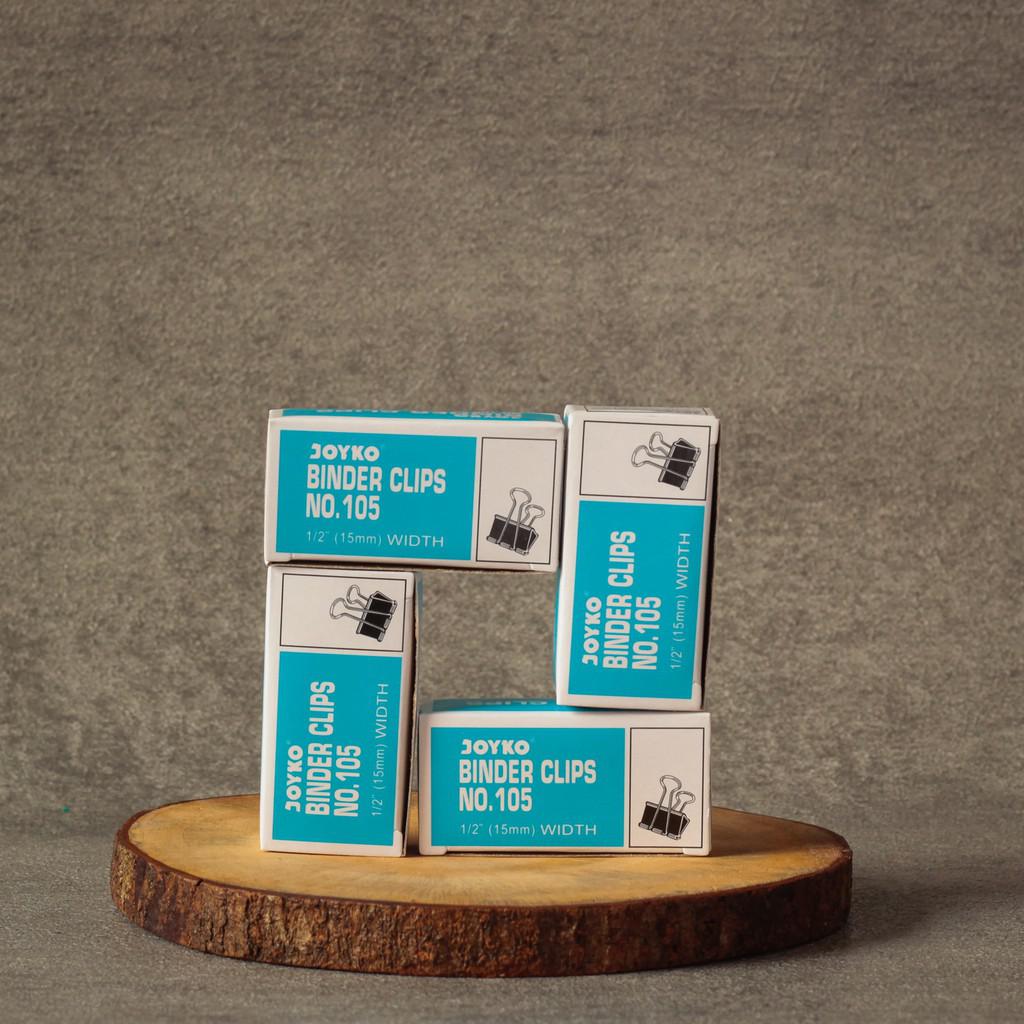 JOYKO
BINDER CLIPS
NO.105
1/2" (15mm) WIDTH
JOYKO
BINDER CLIPS
NO.105
1/2" (15mm) WIDTH
JOYKO
BINDER CLIPS
NO.105
1/2" (15mm) WIDTH
JOYKO
BINDER CLIPS
NO.105
1/2" (15mm) WIDTH